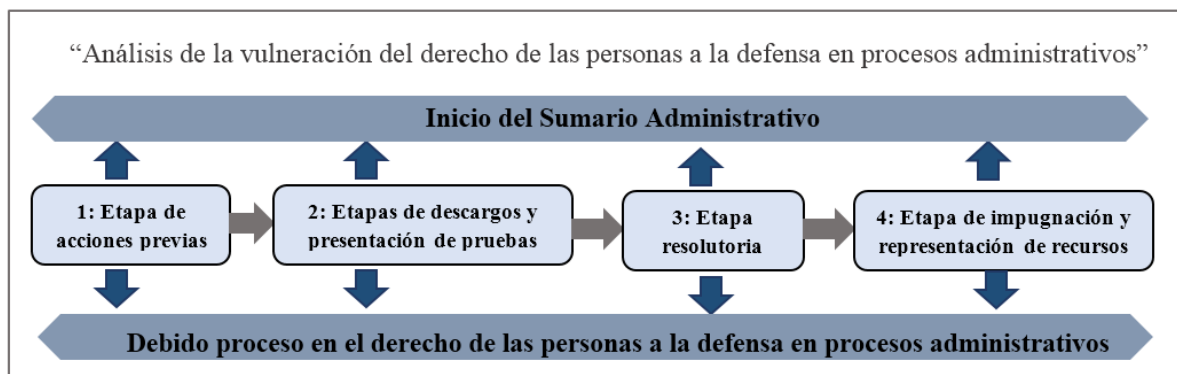 “Análisis de la vulneración del derecho de las personas a la defensa en procesos administrativos”
Inicio del Sumario Administrativo
1: Etapa de
acciones previas
2: Etapas de descargos y
presentación de pruebas
3: Etapa
resolutoria
4: Etapa de impugnación y
representación de recursos
Debido proceso en el derecho de las personas a la defensa en procesos administrativos